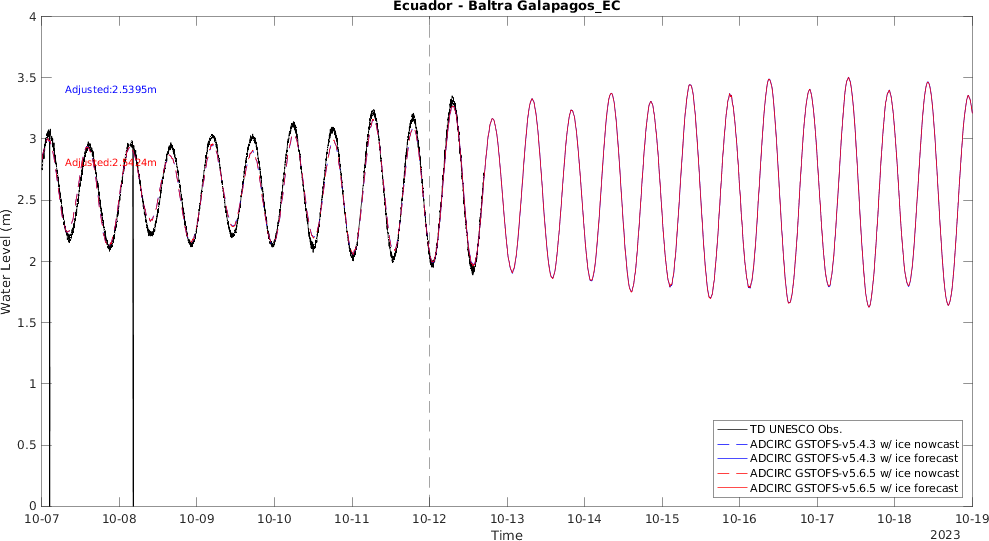 Ecuador - Baltra Galapagos_EC
4
3.5
3
2.5
2
1.5
1
0.5
0
Water Level (m)
Adjusted:2.5395m
Adjusted:2.5424m
TD UNESCO Obs.
ADCIRC GSTOFS-v5.4.3 w/ ice nowcast
ADCIRC GSTOFS-v5.4.3 w/ ice forecast
ADCIRC GSTOFS-v5.6.5 w/ ice nowcast
ADCIRC GSTOFS-v5.6.5 w/ ice forecast
10-07 10-08 10-09 10-10 10-11 10-12 10-13 10-14 10-15 10-16 10-17 10-18 10-19
Time
2023